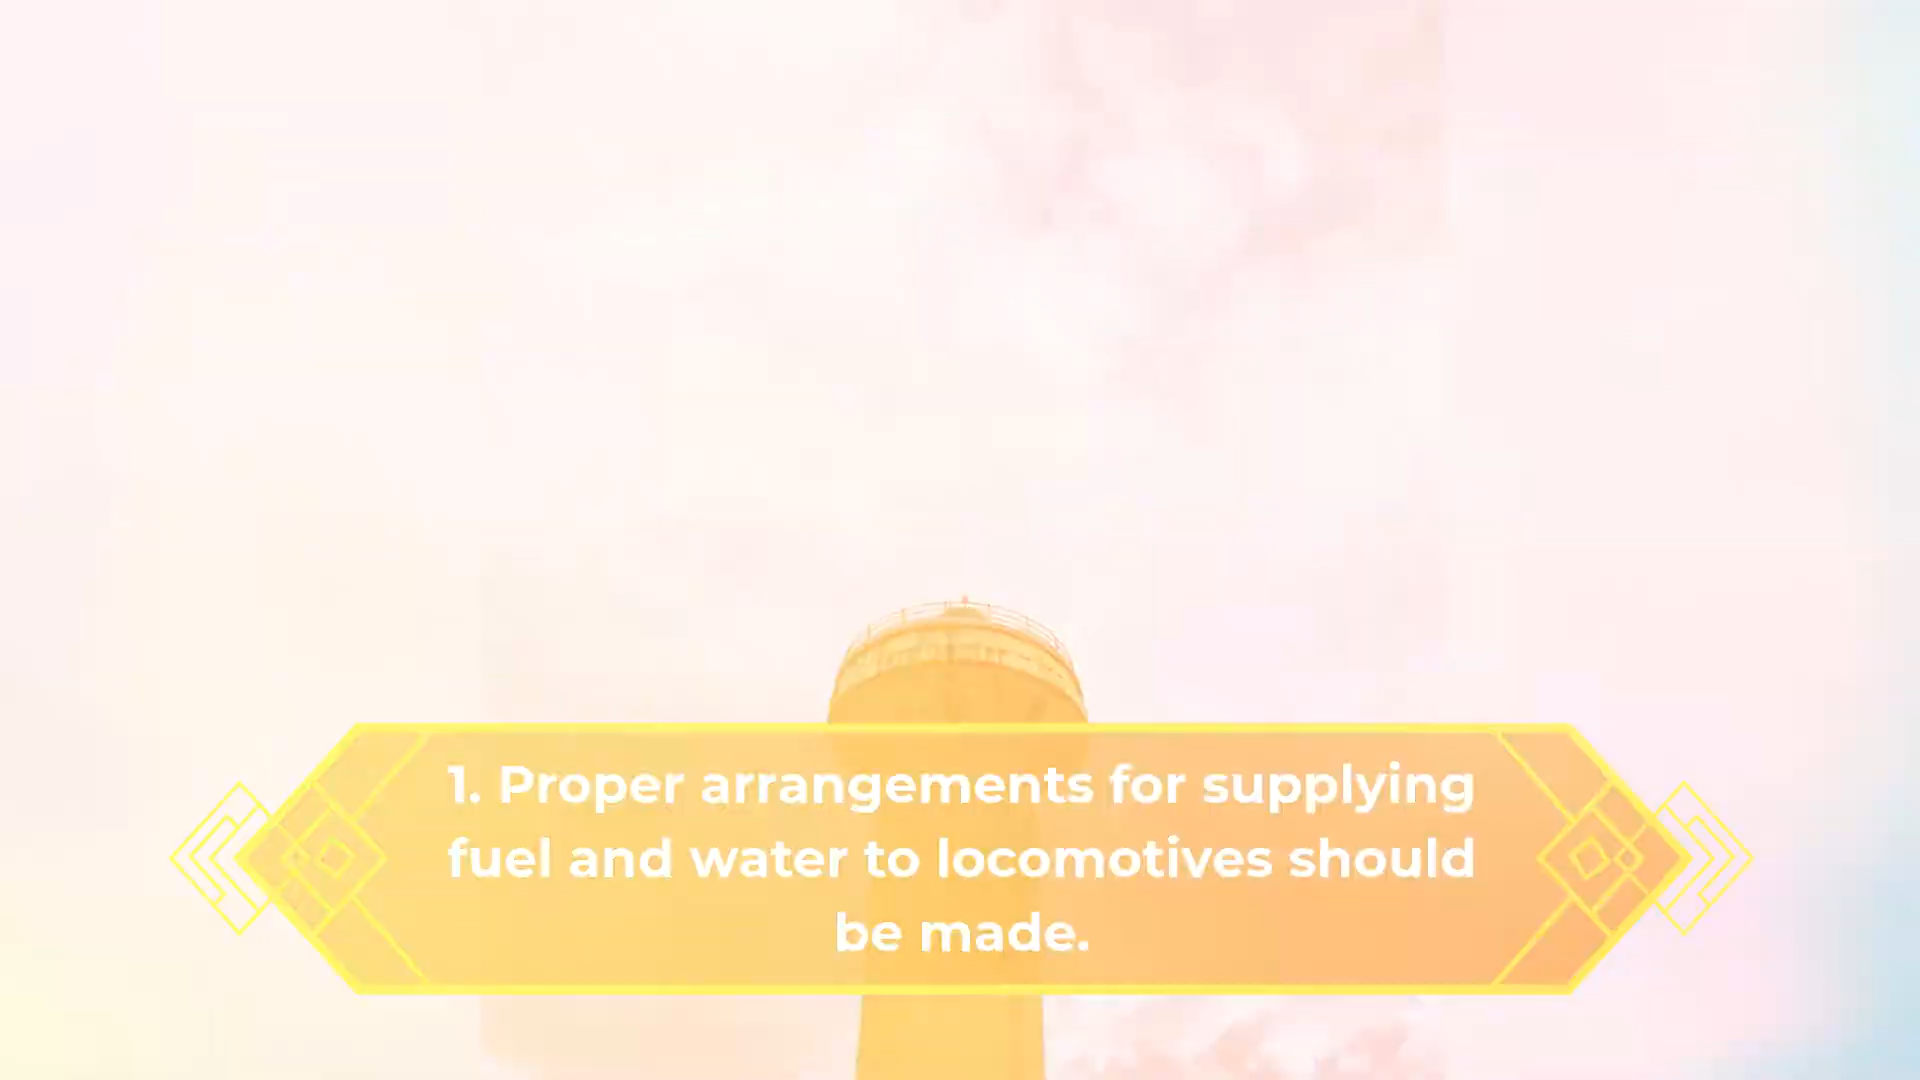 1. Proper arrangements for supplying
fuel and water to locomotives should
be made.